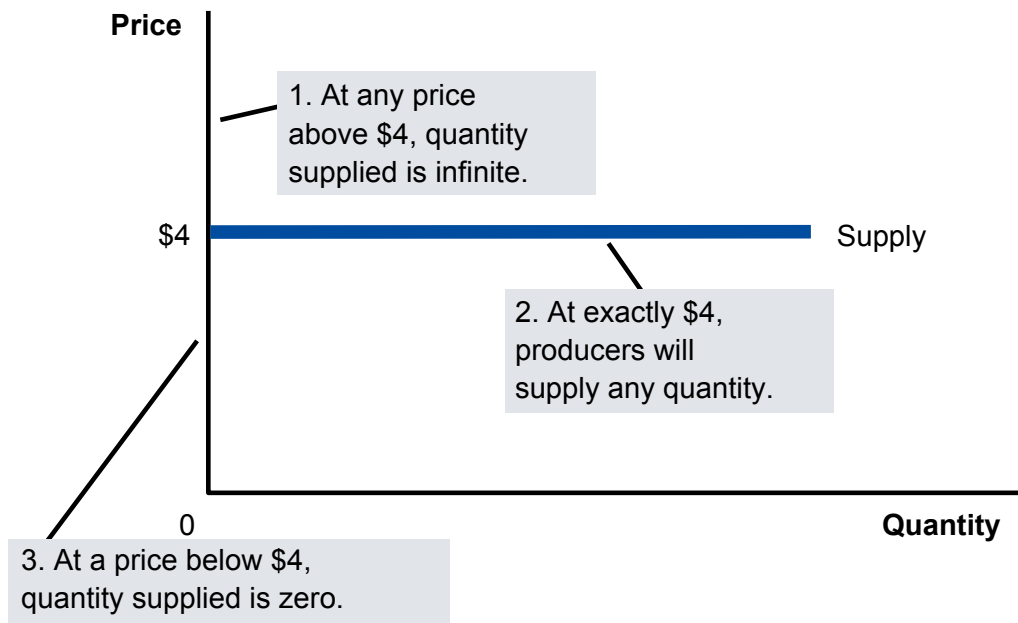 Price
1. At any price
above $4, quantity
supplied is infinite.
$4
Supply
2. At exactly $4,
producers will
supply any quantity.
0
Quantity
3. At a price below $4,
quantity supplied is zero.